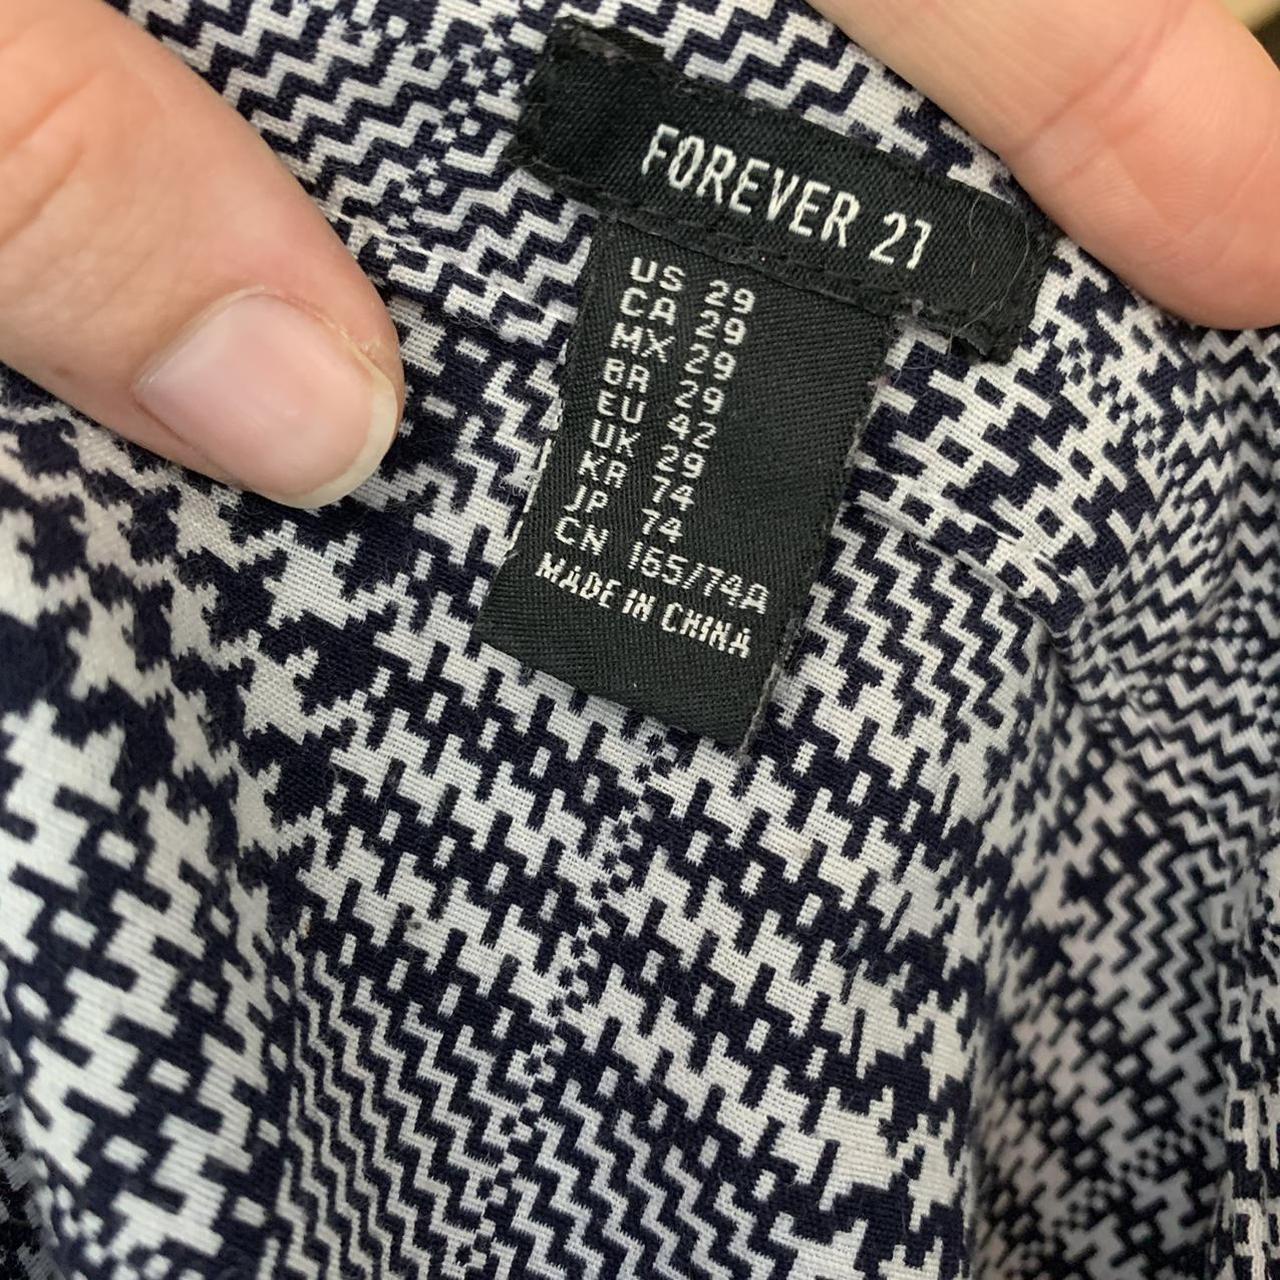 FOREVER 21
US 29
CA 29
MX 29
BR 29
EU 42
UK 29
KR 74
JP 74
CN 165/74A
MADE IN CHINA